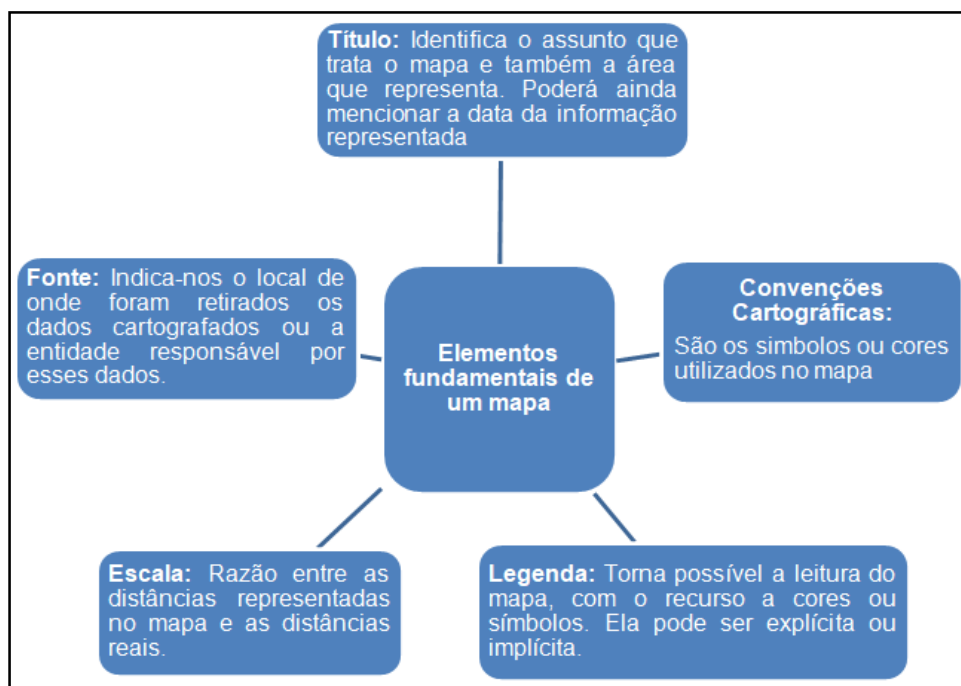 Título: Identifica o assunto que
trata o mapa e também a área
que representa. Poderá ainda
mencionar a data da informação
representada
Fonte: Indica-nos o local de
onde foram retirados os
dados cartografados ou a
entidade responsável por
esses dados.
Elementos
fundamentais de
um mapa
Convenções
Cartográficas:
São os simbolos ou cores
utilizados no mapa
Escala: Razão entre as
distâncias representadas
no mapa e as distâncias
reais.
Legenda: Torna possível a leitura do
mapa, com o recurso a cores ou
símbolos. Ela pode ser explícita ou
implícita.